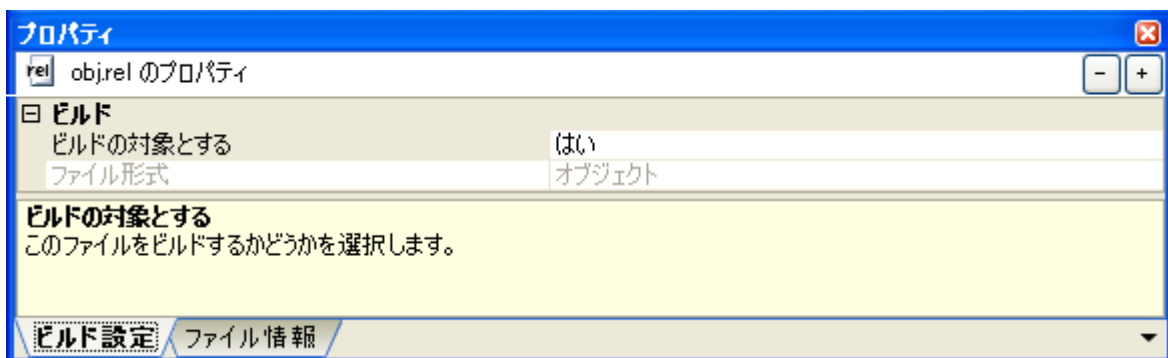 プロパティ
rel obj.rel のプロパティ - +
ビルド
ビルドの対象とする はい
ファイル形式 オブジェクト
ビルドの対象とする
このファイルをビルドするかどうかを選択します。
ビルド設定 ファイル情報